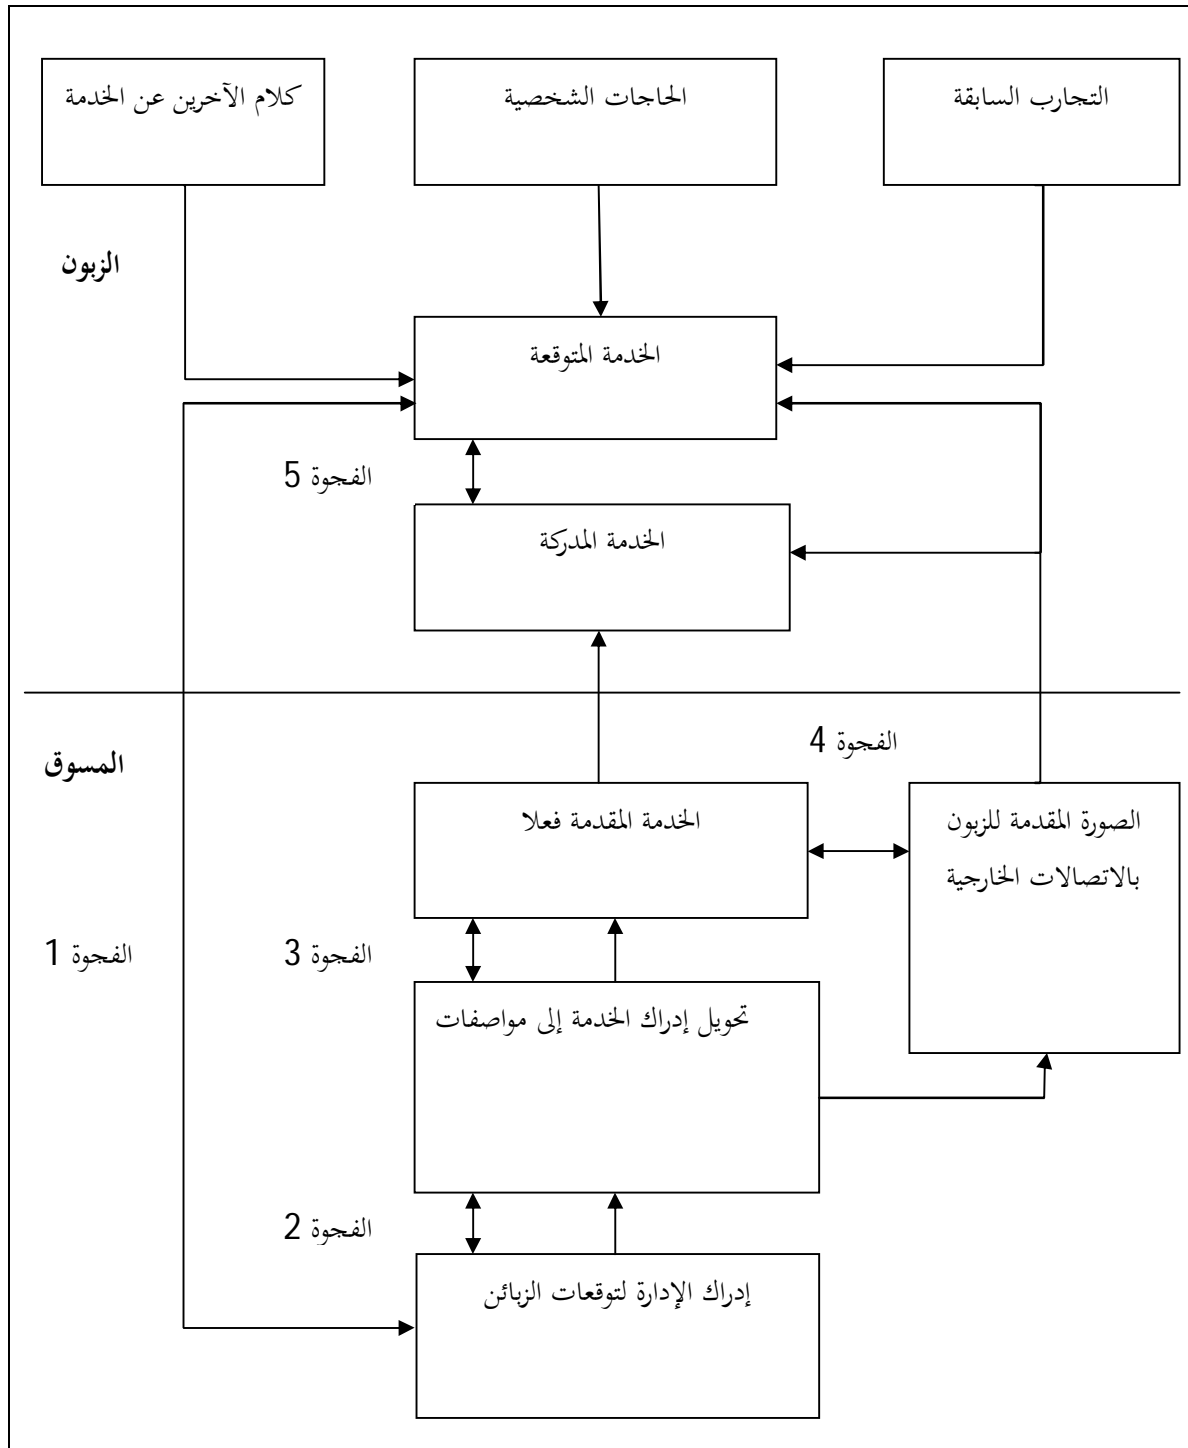 التجارب السابقة
الحاجات الشخصية
كلام الآخرين عن الخدمة
الزبون
الخدمة المتوقعة
الفجوة 5
الخدمة المدركة
الفجوة 4
المسوق
الصورة المقدمة للزبون
بالاتصالات الخارجية
الخدمة المقدمة فعلا
الفجوة 3
الفجوة 1
تحويل إدراك الخدمة إلى مواصفات
الفجوة 2
إدراك الإدارة لتوقعات الزبائن